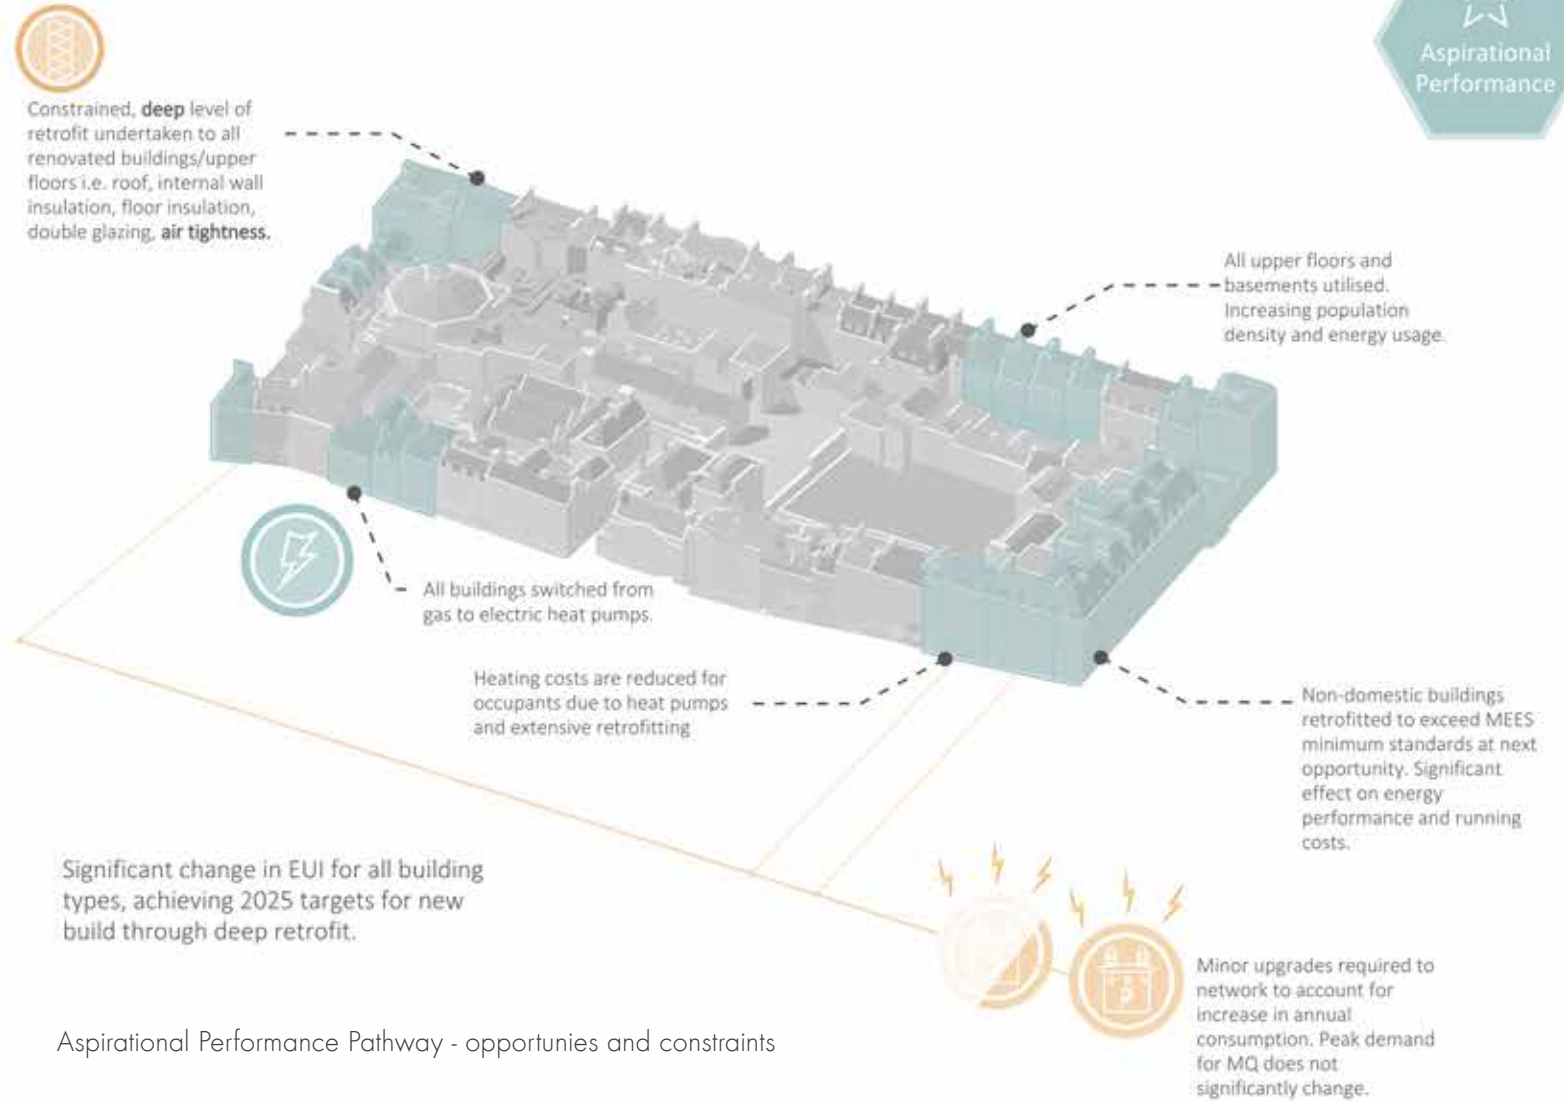 Aspirational
Performance
Constrained, deep level of
retrofit undertaken to all
renovated buildings/upper
floors i.e. roof, internal wall
insulation, floor insulation,
double glazing, air tightness.
All upper floors and
basements utilised.
Increasing population
density and energy usage.
All buildings switched from
gas to electric heat pumps.
Heating costs are reduced for
occupants due to heat pumps
and extensive retrofitting
Non-domestic buildings
retrofitted to exceed MEES
minimum standards at next
opportunity. Significant
effect on energy
performance and running
costs.
Significant change in EUI for all building
types, achieving 2025 targets for new
build through deep retrofit.
Minor upgrades required to
network to account for
increase in annual
consumption. Peak demand
for MQ does not
significantly change.
Aspirational Performance Pathway - opportunies and constraints